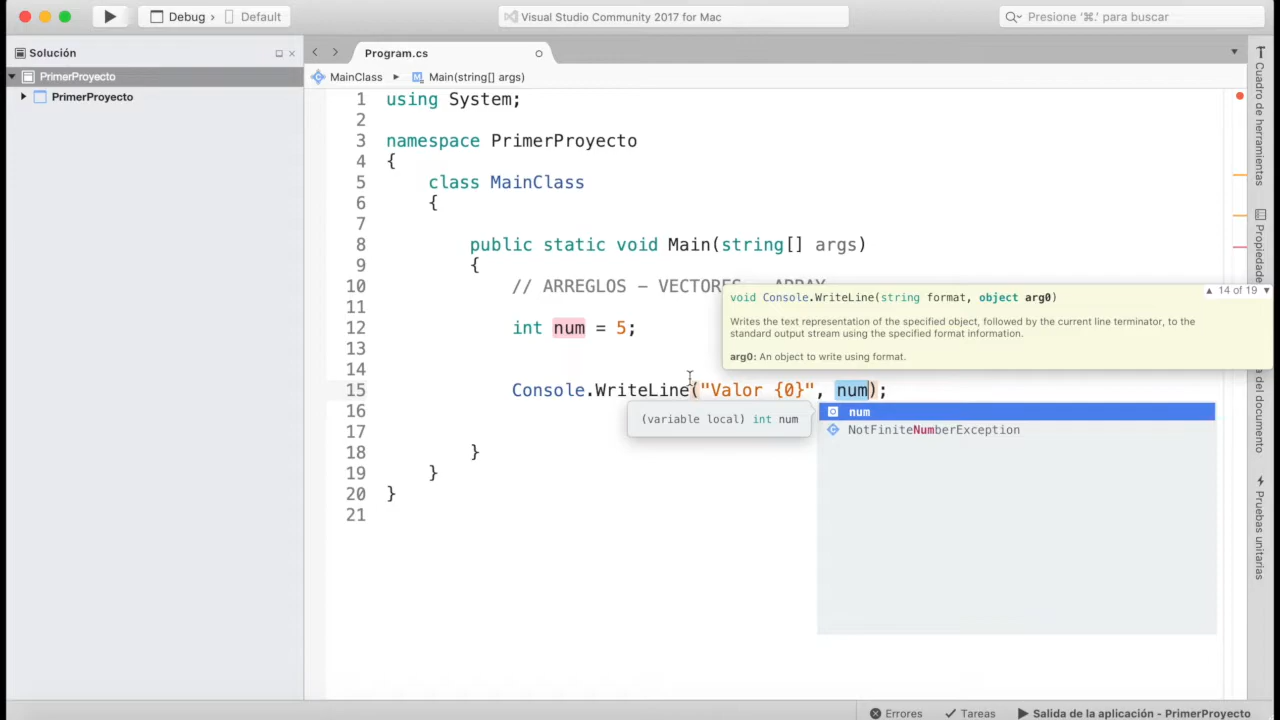 Debug › Default
Visual Studio Community 2017 for Mac
Presione '⌘.' para buscar
Solución
PrimerProyecto
PrimerProyecto
Program.cs
MainClass ▸ Main(string[] args)
1 using System;
2
3 namespace PrimerProyecto
4 {
5 class MainClass
6 {
7
8 public static void Main(string[] args)
9 {
10 // ARREGLOS – VECTORES – ARRAY
11
12 int num = 5;
13
14
15 Console.WriteLine("Valor {0}", num);
16
17
18 }
19 }
20 }
21
void Console.WriteLine(string format, object arg0)
▲ 14 of 19 ▼
Writes the text representation of the specified object, followed by the current line terminator, to the
standard output stream using the specified format information.
arg0: An object to write using format.
(variable local) int num
num
NotFiniteNumberException
Cuadro de herramientas
Propiedade
del documento
Pruebas unitarias
Errores
Tareas
Salida de la aplicación - PrimerProyecto